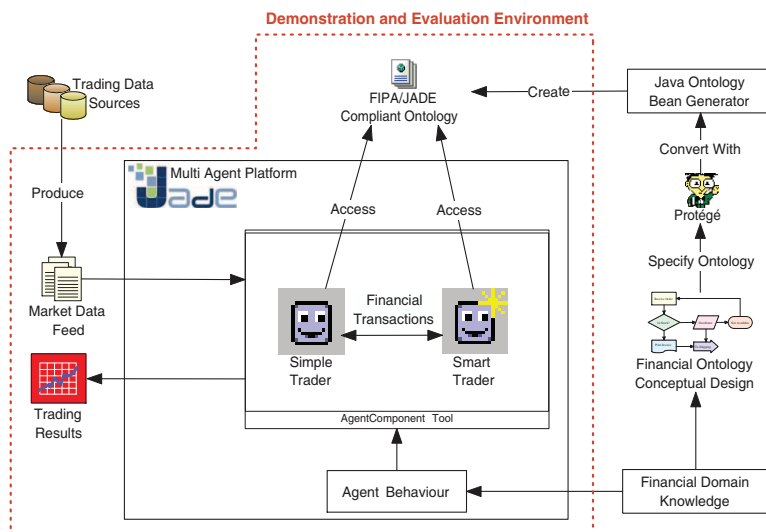 Demonstration and Evaluation Environment
Trading Data
Sources
FIPA/JADE
Compliant Ontology
Create
Java Ontology
Bean Generator
Convert With
Protégé
Specify Ontology
Produce
Multi Agent Platform
Jade
Access
Access
Market Data
Feed
Financial
Transactions
Simple
Trader
Smart
Trader
Trading
Results
AgentComponent Tool
Agent Behaviour
Financial Ontology
Conceptual Design
Financial Domain
Knowledge